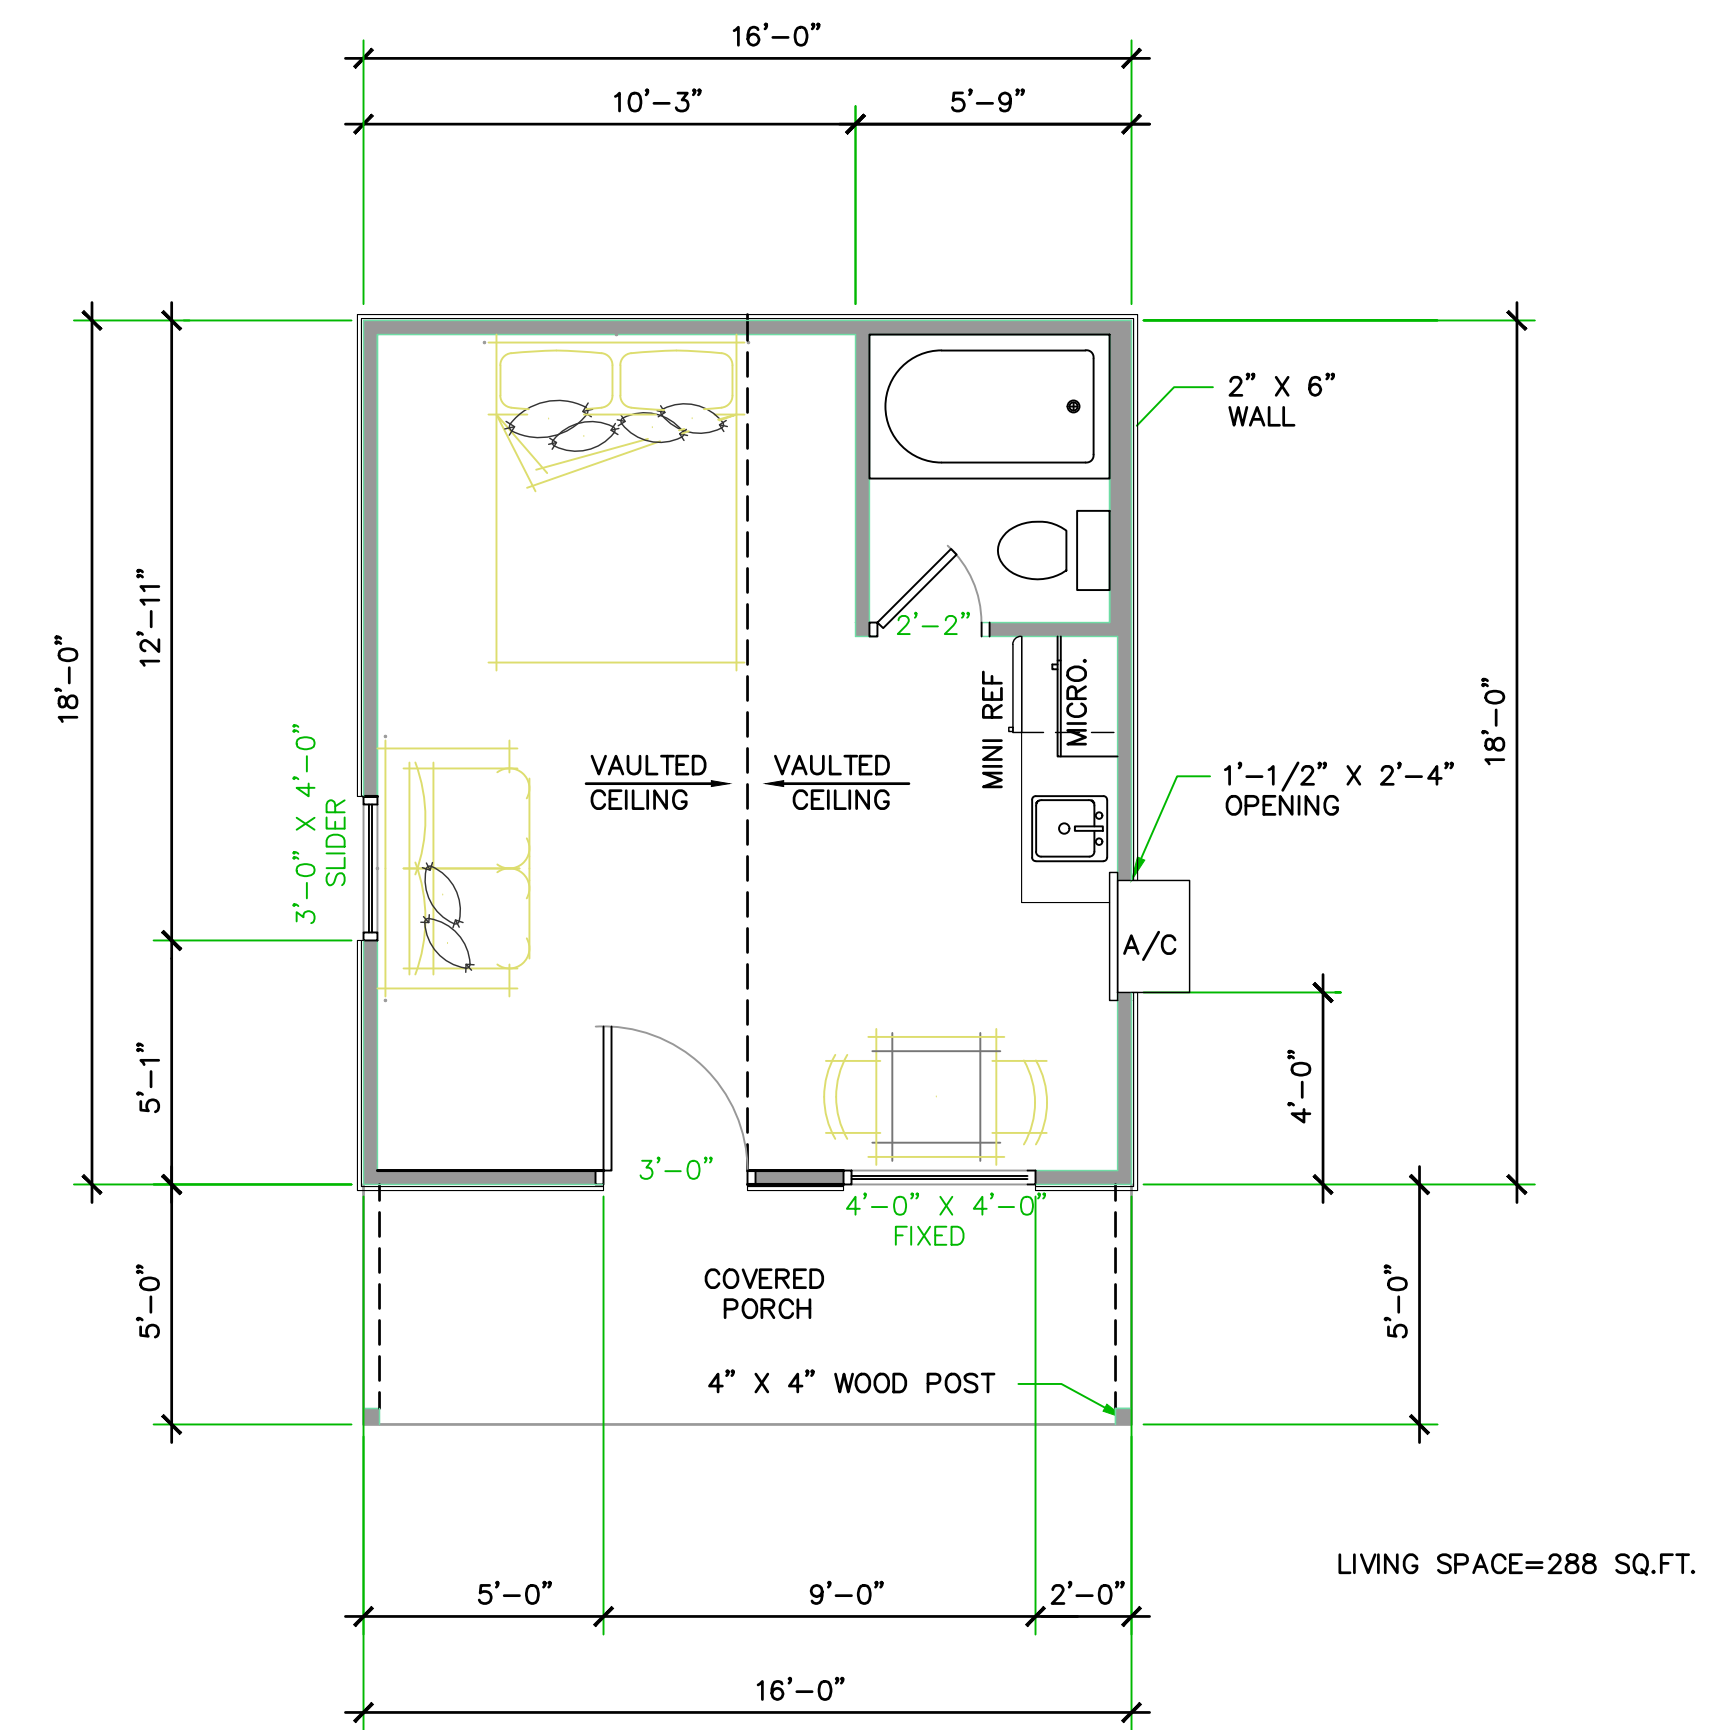 16'-0"
10'-3"
5'-9"
2" X 6"
WALL
18'-0"
12'-11"
2'-2"
MINI REF
MICRO.
18'-0"
3'-0" X 4'-0"
SLIDER
VAULTED
CEILING
VAULTED
CEILING
1'-1/2" X 2'-4"
OPENING
A/C
5'-1"
4'-0"
3'-0"
4'-0" X 4'-0"
FIXED
COVERED
PORCH
5'-0"
5'-0"
4" X 4" WOOD POST
LIVING SPACE=288 SQ.FT.
5'-0"
9'-0"
2'-0"
16'-0"